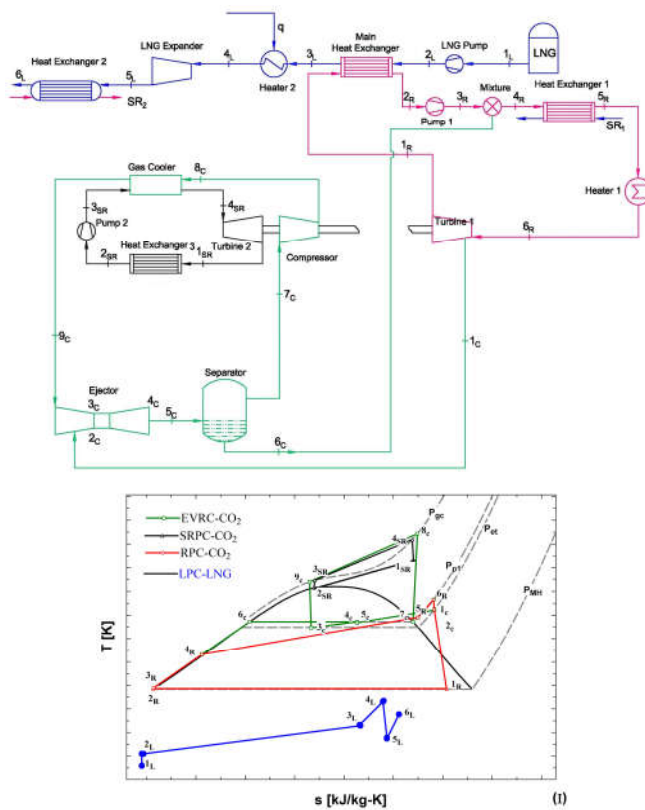 Heat Exchanger 2
LNG Expander
4L
q
3L
Main
Heat Exchanger
2L
LNG Pump
1L
LNG
6L
5L
SR2
Heater 2
2R
Pump 1
3R
Mixture
4R
Heat Exchanger 1
5R
SR1
1R
Heater 1
Gas Cooler
8C
3SR
4SR
Pump 2
Turbine 2
Turbine 1
6R
2SR
Heat Exchanger 3
1SR
Compressor
7C
9C
1C
Ejector
3C
4C
2C
5C
Separator
6C
EVRC-CO2
SRPC-CO2
RPC-CO2
LPC-LNG
Pgc
Pet
PMH
4SR
8c
3SR
1SR
9c
2SR
6c
3c
4c
5c
7
5R
6R
1c
2c
4R
3R
2R
1R
4L
3L
6L
5L
2L
1L
T [K]
s [kJ/kg-K]
(I)